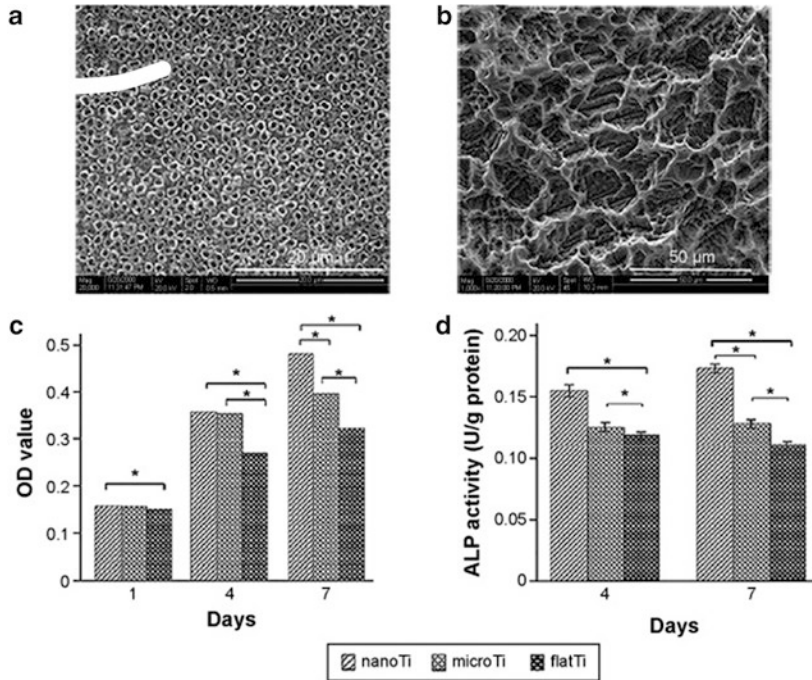 a
20 µm
b
50 µm
c
OD value
0.5
0.4
0.3
0.2
0.1
0
*
*
*
*
*
*
1
4
7
Days
d
ALP activity (U/g protein)
0.20
0.15
0.10
0.05
0
*
*
*
*
*
4
7
Days
nanoTi
microTi
flatTi